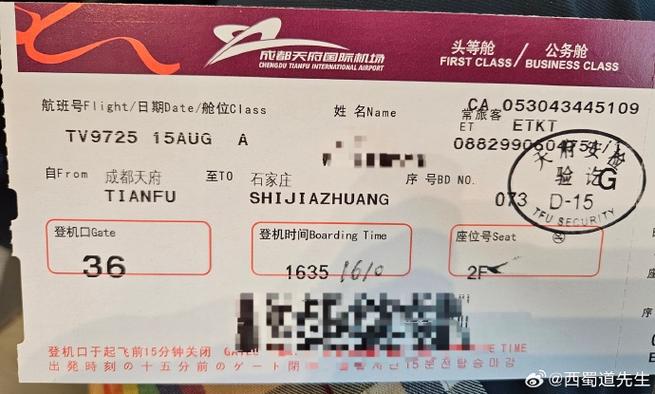 成都天府国际机场
CHENGDU TIANFU INTERNATIONAL AIRPORT
头等舱 / 公务舱
FIRST CLASS / BUSINESS CLASS
航班号Flight/日期Date/舱位Class
姓 名Name
CA 053043445109
常旅客
TV9725 15AUG A
ET ETKT
自From 成都天府
至TO 石家庄
序 号BD NO.
TIANFU
SHIJIAZHUANG
073
天府安检
验讫G
D-15
TFU SECURITY
登机口Gate
登机时间Boarding Time
座位号Seat
36
1635 1610
2F
登机口于起飞前15分钟关闭
TIME
出発時刻の十五分前のゲート閉
@西蜀道先生